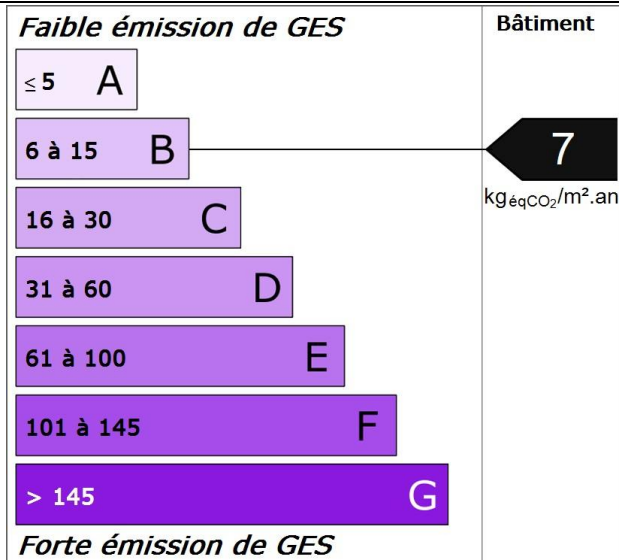 Faible émission de GES
Bâtiment
≤ 5 A
6 à 15 B
7
kgéqCO₂/m².an
16 à 30 C
31 à 60 D
61 à 100 E
101 à 145 F
> 145 G
Forte émission de GES